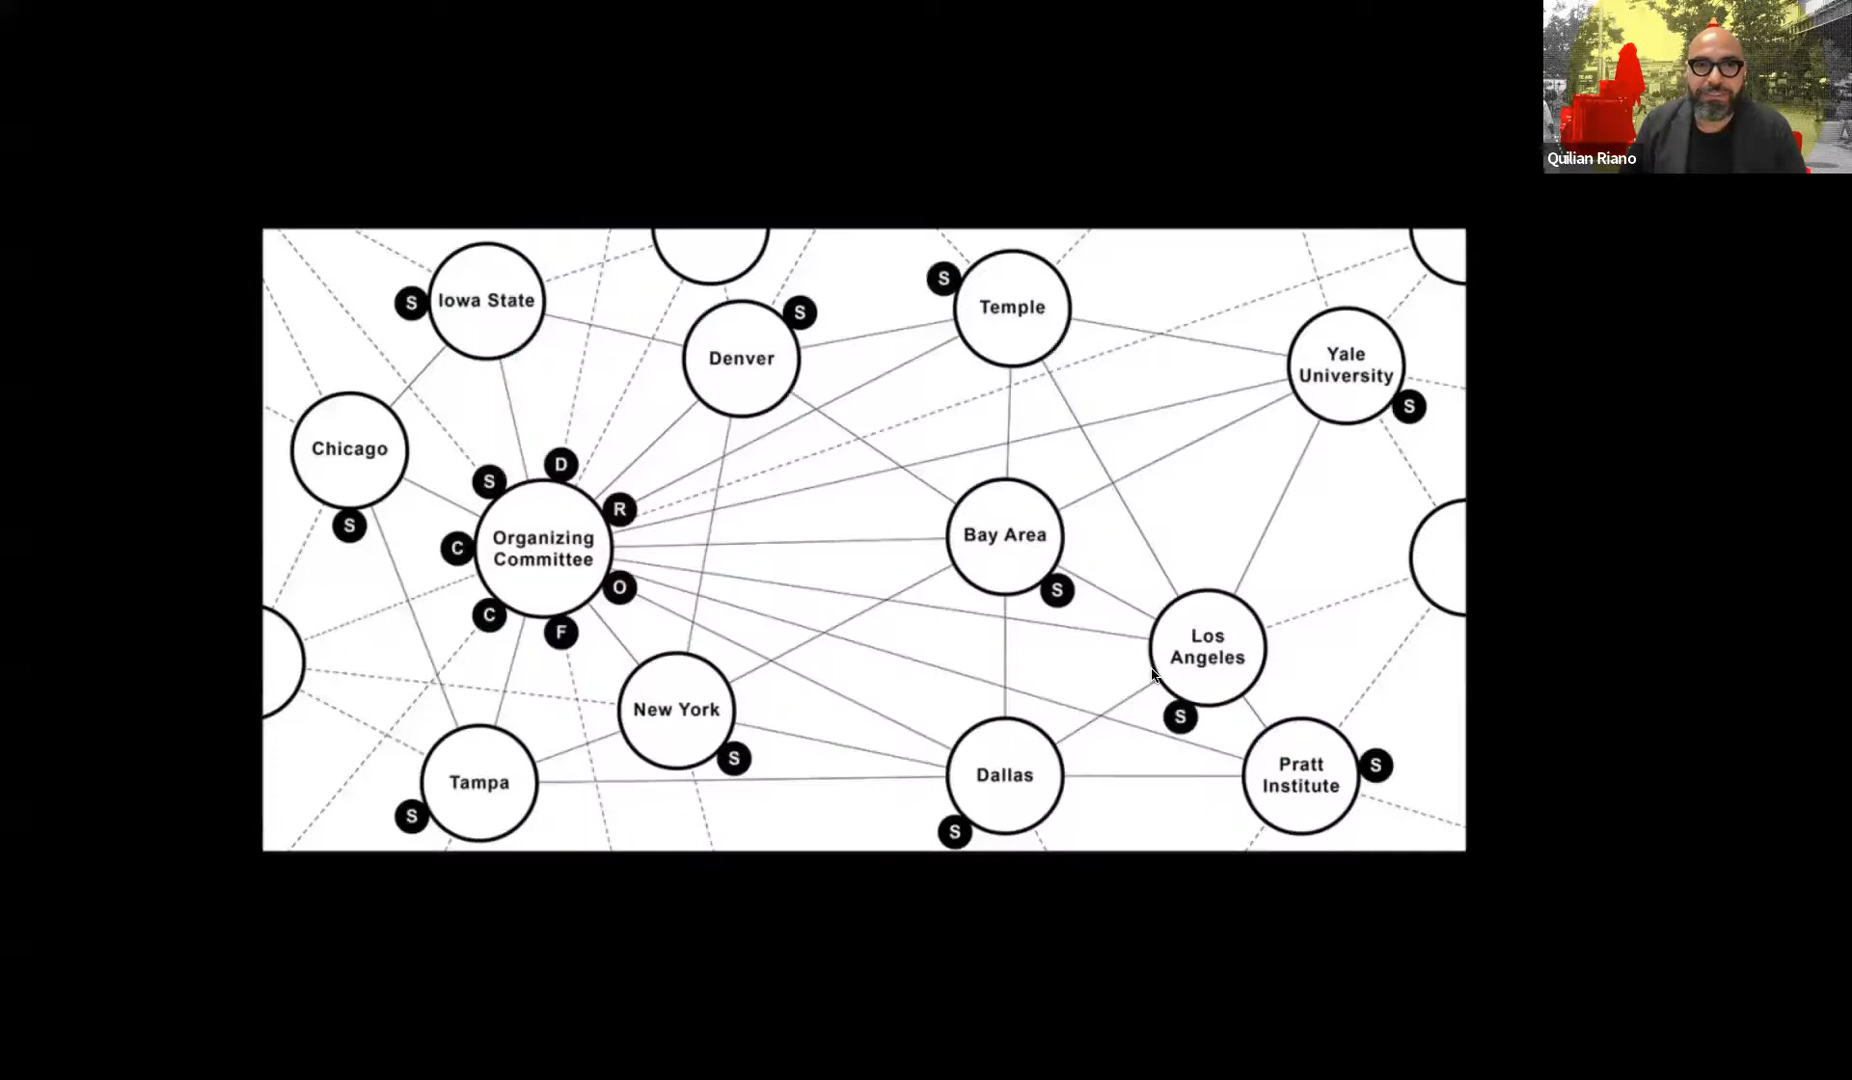 Quilian Riano
S
Iowa State
S
Denver
S
Temple
Yale
University
S
Chicago
S
S
D
R
C
Organizing
Committee
O
C
F
Bay Area
S
Los
Angeles
S
New York
S
Tampa
S
Dallas
S
Pratt
Institute
S